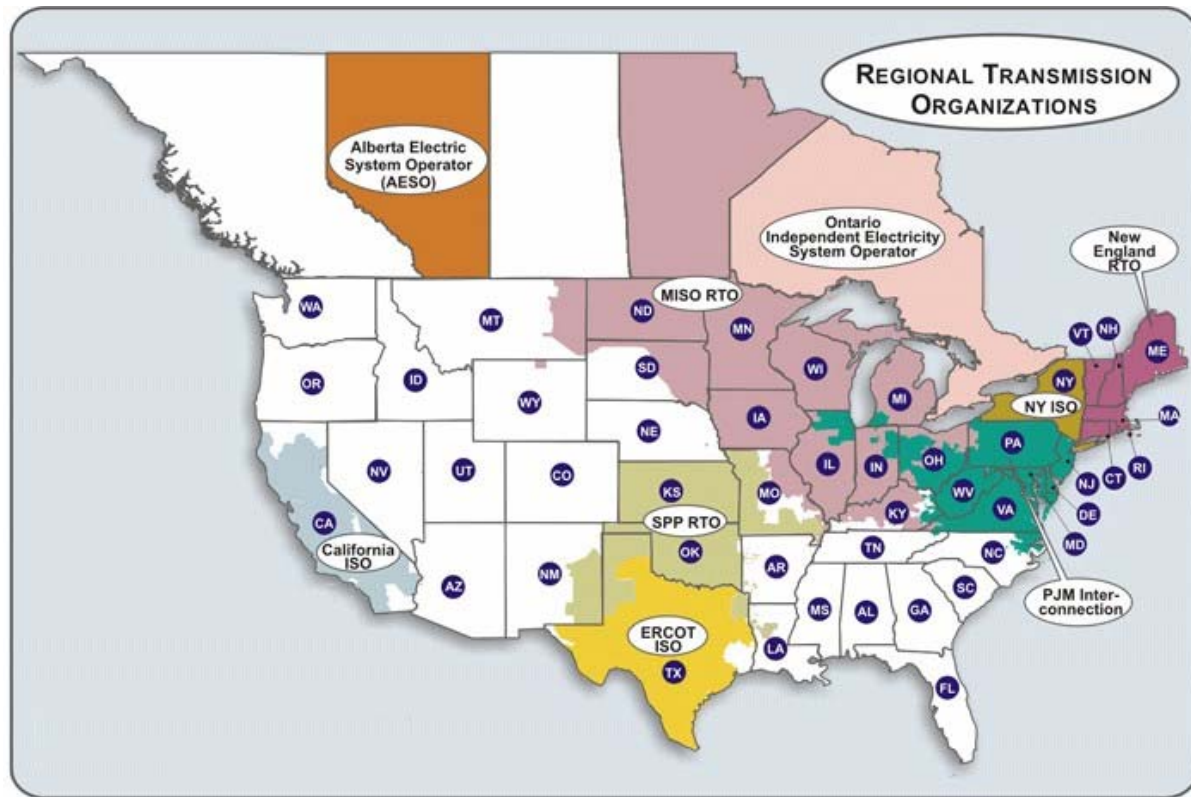 REGIONAL TRANSMISSION
ORGANIZATIONS
Alberta Electric
System Operator
(AESO)
Ontario
Independent Electricity
System Operator
New
England
RTO
MISO RTO
WA
MT
ND
MN
VT
NH
ME
OR
ID
WY
SD
WI
MI
NY
NY ISO
MA
NE
IA
NV
UT
CO
KS
MO
IL
IN
OH
PA
WV
VA
KY
NJ
CT
RI
DE
MD
CA
California
ISO
SPP RTO
OK
AZ
NM
AR
TN
NC
SC
PJM Inter-
connection
MS
AL
GA
LA
ERCOT
ISO
TX
FL